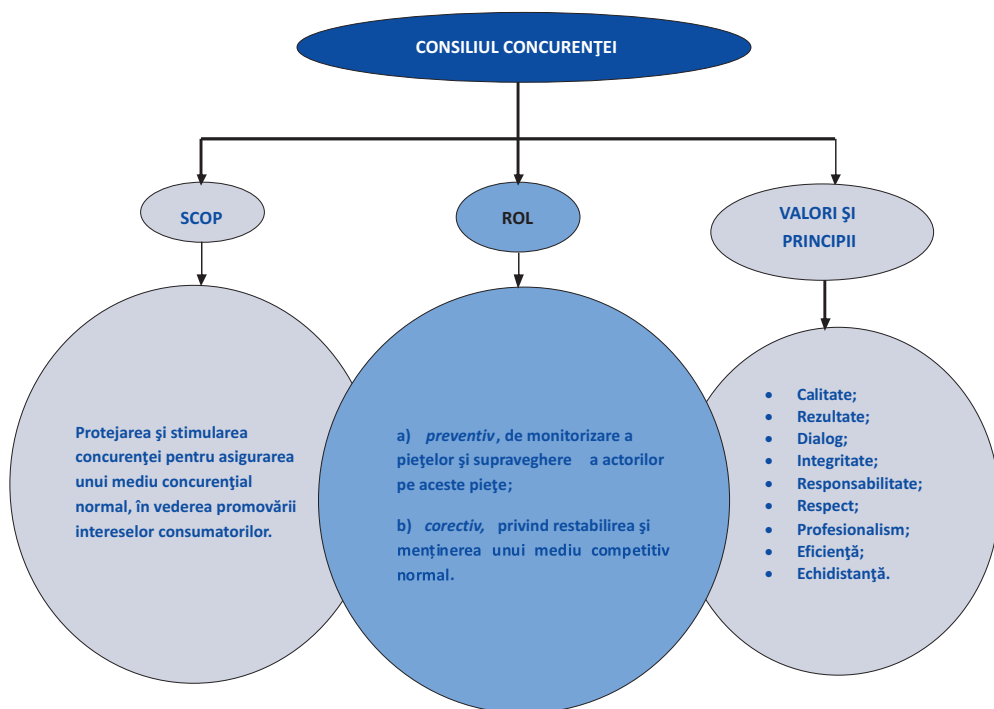 CONSILIUL CONCURENŢEI
SCOP
ROL
VALORI ŞI
PRINCIPII
Protejarea şi stimularea
concurenţei pentru asigurarea
unui mediu concurenţial
normal, în vederea promovării
intereselor consumatorilor.
a) preventiv, de monitorizare a
pieţelor şi supraveghere a actorilor
pe aceste pieţe;
b) corectiv, privind restabilirea şi
menţinerea unui mediu competitiv
normal.
• Calitate;
• Rezultate;
• Dialog;
• Integritate;
• Responsabilitate;
• Respect;
• Profesionalism;
• Eficienţă;
• Echidistanţă.